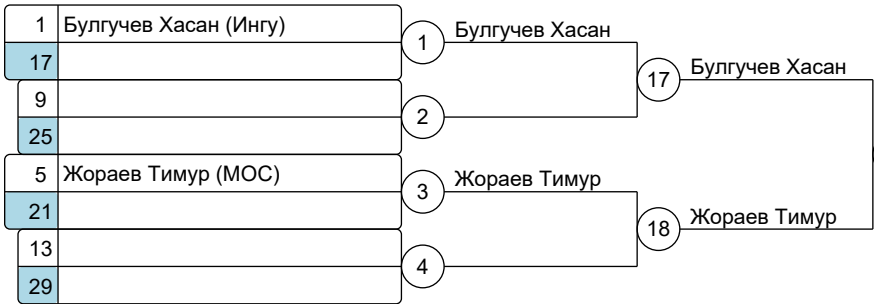 1 Булгучев Хасан (Ингу)
1 Булгучев Хасан
17
17 Булгучев Хасан
9
2
25
5 Жораев Тимур (МОС)
3 Жораев Тимур
21
18 Жораев Тимур
13
4
29